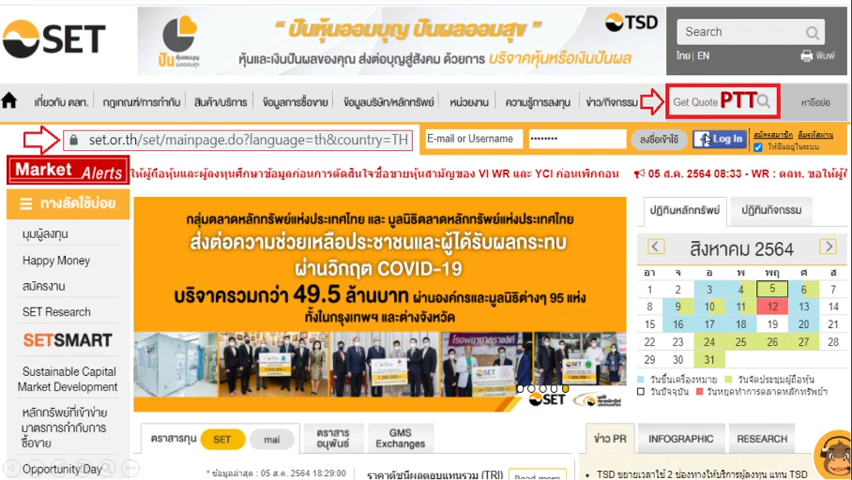 SET
“ ปันหุ้นออมบุญ ปันผลออมสุข ”
หุ้นและเงินปันผลของคุณ ส่งต่อบุญสู่สังคม ด้วยการ บริจาคหุ้นหรือเงินปันผล
ปัน
TSD
Search
ไทย | EN
พิมพ์
เกี่ยวกับ ตลท.
กฎเกณฑ์/การกำกับ
สินค้า/บริการ
ข้อมูลการซื้อขาย
ข้อมูลบริษัท/หลักทรัพย์
หน่วยงาน
ความรู้การลงทุน
ข่าว/กิจกรรม
Get Quote PTT
หาชื่อย่อ
set.or.th/set/mainpage.do?language=th&country=TH
E-mail or Username
••••••••
ลงชื่อเข้าใช้
Log In
สมัครสมาชิก
ลืมรหัสผ่าน
ให้ฉันอยู่ในระบบ
Market Alerts
ให้ผู้ถือหุ้นและผู้ลงทุนศึกษาข้อมูลก่อนการตัดสินใจซื้อขายหุ้นสามัญของ VI WR และ YCI ก่อนเพิกถอน
05 ส.ค. 2564 08:33 - WR : ตลท. ขอให้ผู้
ทางลัดใช้บ่อย
มุมผู้ลงทุน
Happy Money
สมัครงาน
SET Research
SETSMART
Sustainable Capital
Market Development
หลักทรัพย์ที่เข้าข่าย
มาตรการกำกับการ
ซื้อขาย
Opportunity Day
กลุ่มตลาดหลักทรัพย์แห่งประเทศไทย และ มูลนิธิตลาดหลักทรัพย์แห่งประเทศไทย
ส่งต่อความช่วยเหลือประชาชนและผู้ได้รับผลกระทบ
ผ่านวิกฤต COVID-19
บริจาครวมกว่า 49.5 ล้านบาท ผ่านองค์กรและมูลนิธิต่างๆ 95 แห่ง
ทั้งในกรุงเทพฯ และต่างจังหวัด
SET
ปฏิทินหลักทรัพย์
ปฏิทินกิจกรรม
สิงหาคม 2564
อา จ อ พ พฤ ศ ส
1 2 3 4 5 6 7
8 9 10 11 12 13 14
15 16 17 18 19 20 21
22 23 24 25 26 27 28
29 30 31
วันขึ้นเครื่องหมาย
วันจัดประชุมผู้ถือหุ้น
วันปัจจุบัน
วันหยุดทำการตลาดหลักทรัพย์ฯ
ตราสารทุน
SET
mai
ตราสาร
อนุพันธ์
GMS
Exchanges
* ข้อมูลล่าสุด : 05 ส.ค. 2564 18:29:00
ราคาดัชนีผลตอบแทนรวม (TRI)
Read more
ข่าว PR
INFOGRAPHIC
RESEARCH
TSD ขยายเวลาใช้ 2 ช่องทางให้บริการผู้ลงทุน แทน TSD